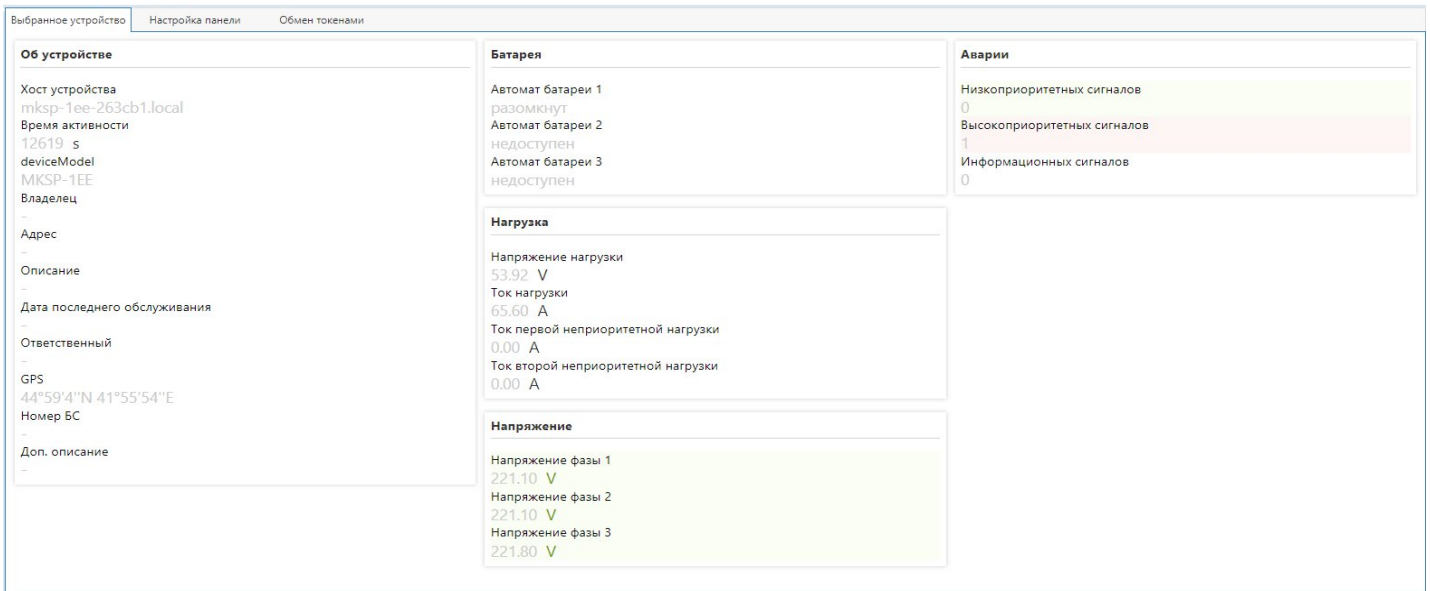 Выбранное устройство
Настройка панели
Обмен токенами
Об устройстве
Хост устройства
mksp-1ee-263cb1.local
Время активности
12619 s
deviceModel
MKSP-1EE
Владелец
-
Адрес
-
Описание
-
Дата последнего обслуживания
-
Ответственный
-
GPS
44°59'4''N 41°55'54''E
Номер БС
-
Доп. описание
-
Батарея
Автомат батареи 1
разомкнут
Автомат батареи 2
недоступен
Автомат батареи 3
недоступен
Нагрузка
Напряжение нагрузки
53.92 V
Ток нагрузки
65.60 A
Ток первой неприоритетной нагрузки
0.00 A
Ток второй неприоритетной нагрузки
0.00 A
Напряжение
Напряжение фазы 1
221.10 V
Напряжение фазы 2
221.10 V
Напряжение фазы 3
221.80 V
Аварии
Низкоприоритетных сигналов
0
Высокоприоритетных сигналов
1
Информационных сигналов
0